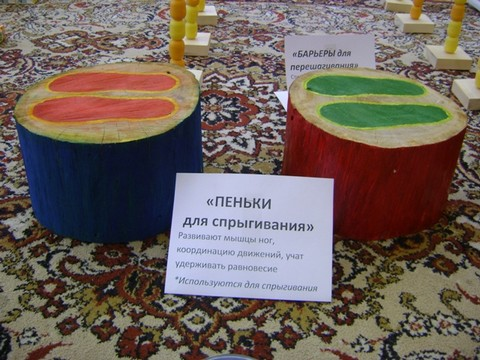 «БАРЬЕРЫ для
перешагивания»
«ПЕНЬКИ
для спрыгивания»
Развивают мышцы ног,
координацию движений, учат
удерживать равновесие
*Используются для спрыгивания